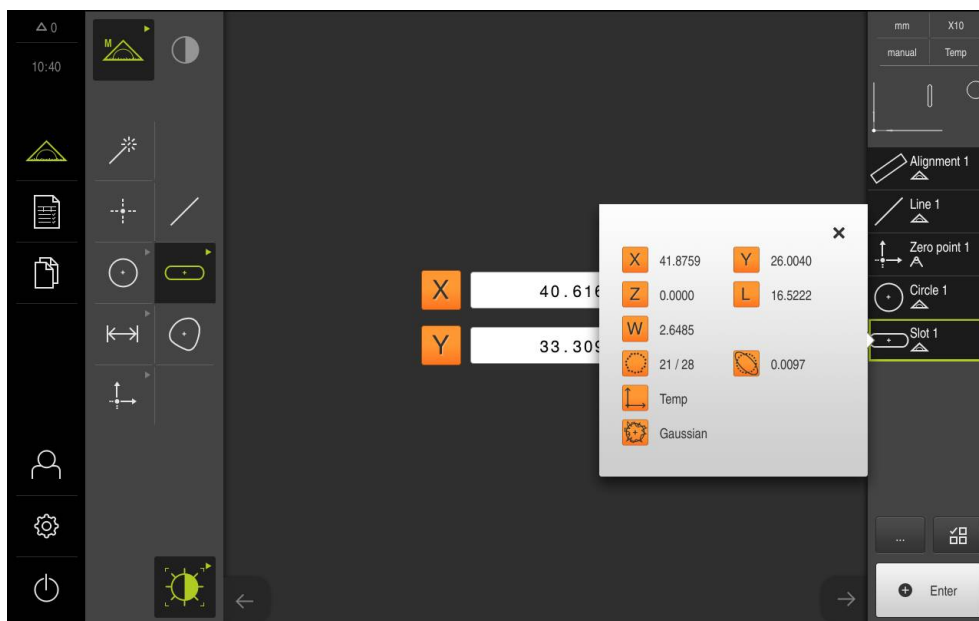 0
10:40
M
mm X10
manual Temp
Alignment 1
Line 1
Zero point 1
Circle 1
Slot 1
X 40.616
Y 33.309
X 41.8759 Y 26.0040
Z 0.0000 L 16.5222
W 2.6485
21 / 28 0.0097
Temp
Gaussian
...
Enter